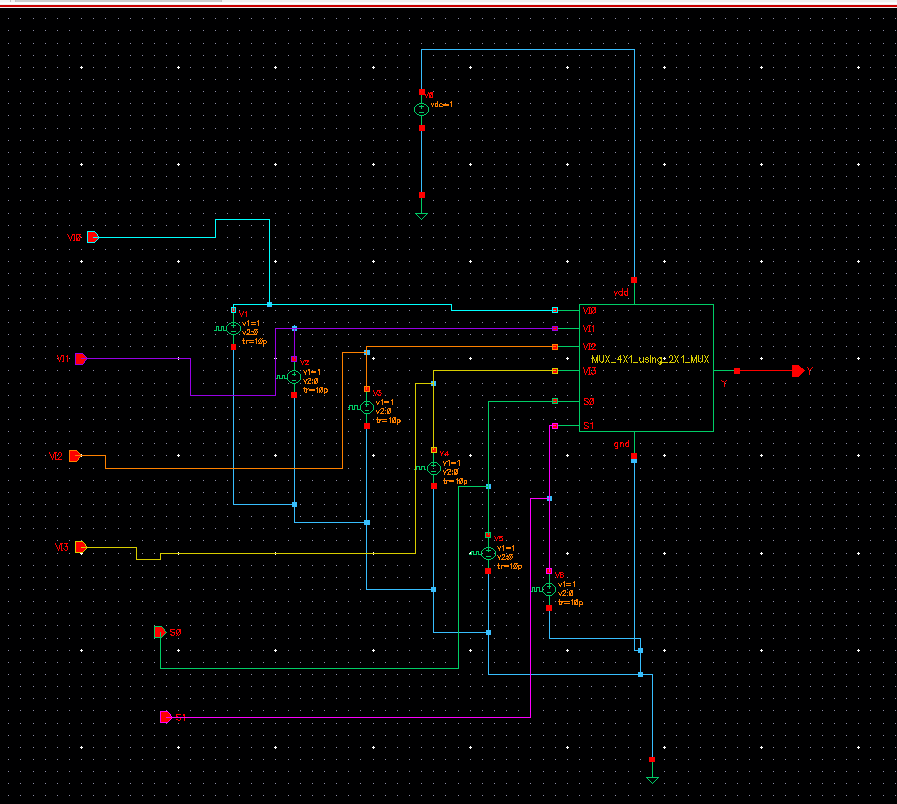 V0
vdc=1
VI0
vdd
V1
v1=1
v2:0
tr=10p
VI0
VI1
VI1
V2
v1=1
v2:0
tr=10p
VI2
MUX_4X1_using_2X1_MUX
VI3
Y
Y
V3
v1=1
v2:0
tr=10p
S0
S1
gnd
VI2
V4
v1=1
v2:0
tr=10p
VI3
V5
v1=1
v2:0
tr=10p
V6
v1=1
v2:0
tr=10p
S0
S1